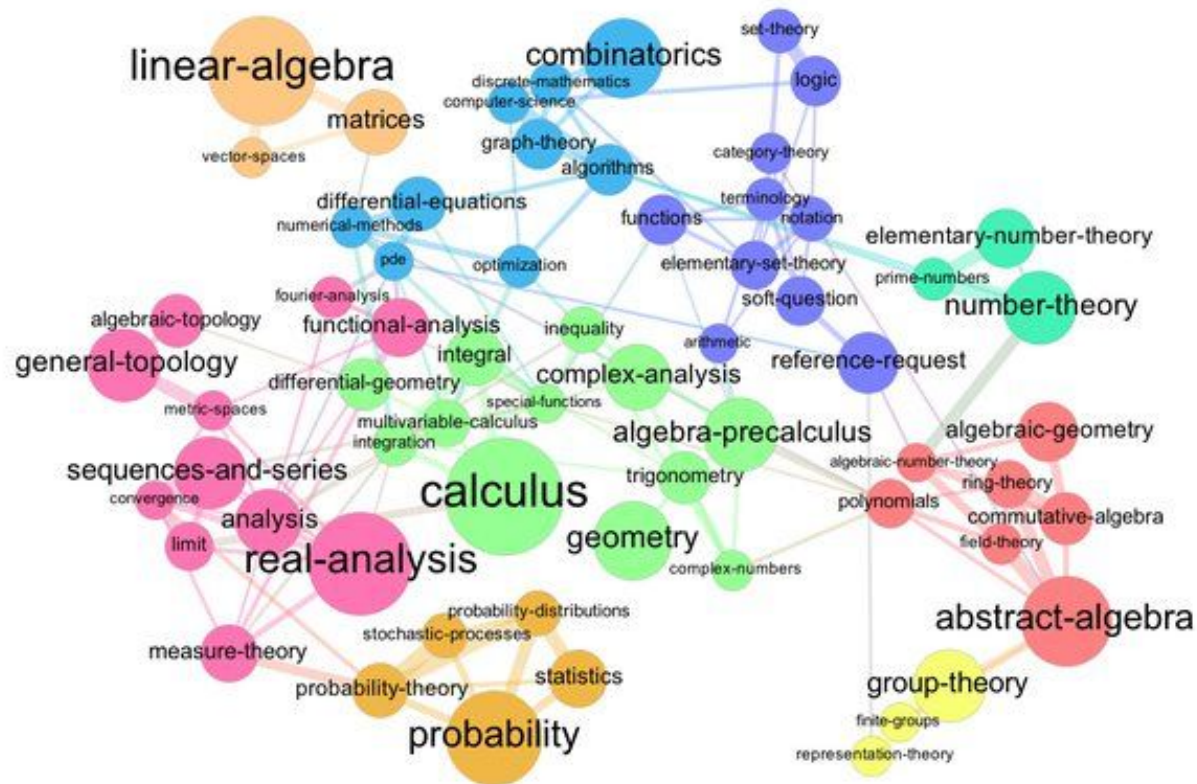 set-theory
combinatorics
linear-algebra
logic
discrete-mathematics
computer-science
matrices
graph-theory
category-theory
vector-spaces
algorithms
terminology
differential-equations
functions
notation
numerical-methods
elementary-number-theory
pde
optimization
elementary-set-theory
prime-numbers
fourier-analysis
soft-question
number-theory
algebraic-topology
functional-analysis
inequality
arithmetic
general-topology
integral
reference-request
complex-analysis
differential-geometry
special-functions
metric-spaces
multivariable-calculus
algebra-precalculus
algebraic-geometry
integration
sequences-and-series
algebraic-number-theory
trigonometry
ring-theory
convergence
calculus
polynomials
analysis
commutative-algebra
geometry
limit
field-theory
real-analysis
complex-numbers
probability-distributions
abstract-algebra
stochastic-processes
measure-theory
statistics
probability-theory
group-theory
finite-groups
probability
representation-theory